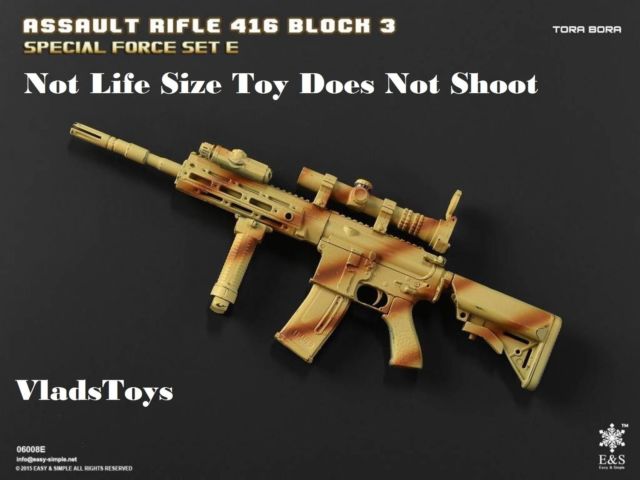 ASSAULT RIFLE 416 BLOCK 3
SPECIAL FORCE SET E
TORA BORA
Not Life Size Toy Does Not Shoot
VladsToys
06008E
info@easy-simple.net
© 2015 EASY & SIMPLE ALL RIGHTS RESERVED
TM
E&S
Easy & Simple